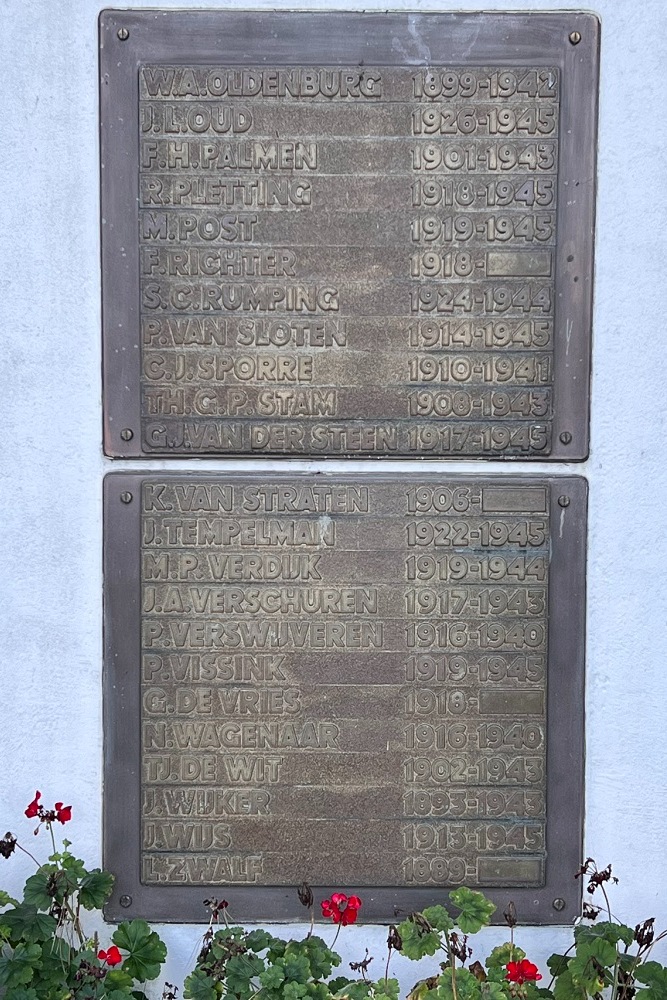 W.A.OLDENBURG 1899-1942
J.L.OUD 1926-1945
F.H.PALMEN 1901-1943
R.PLETTING 1918-1945
M.POST 1919-1945
F.RICHTER 1918-
S.C.RUMPING 1924-1944
P.VAN SLOTEN 1914-1945
C.J.SPORRE 1910-1941
TH.G.P.STAM 1908-1943
G.J.VAN DER STEEN 1917-1945
K.VAN STRATEN 1906-
J.TEMPELMAN 1922-1945
M.P.VERDIJK 1919-1944
J.A.VERSCHUREN 1917-1943
P.VERSWIJVEREN 1916-1940
P.VISSINK 1919-1945
G.DE VRIES 1918-
N.WAGENAAR 1916-1940
TJ.DE WIT 1902-1943
J.WIJKER 1893-1943
J.WIJS 1913-1945
L.ZWALF 1889-